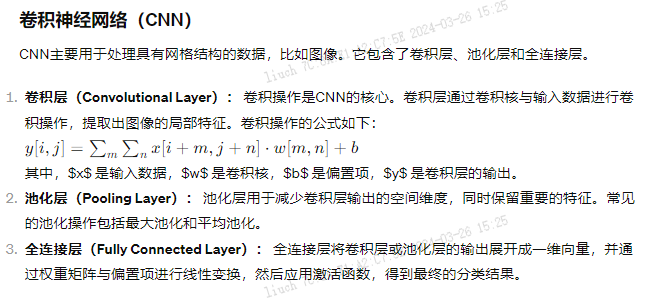 卷积神经网络（CNN）
CNN主要用于处理具有网格结构的数据，比如图像。它包含了卷积层、池化层和全连接层。
1. 卷积层（Convolutional Layer）： 卷积操作是CNN的核心。卷积层通过卷积核与输入数据进行卷
积操作，提取出图像的局部特征。卷积操作的公式如下：
y[i, j] = ∑_m ∑_n x[i + m, j + n] · w[m, n] + b
其中，$x$ 是输入数据，$w$ 是卷积核，$b$ 是偏置项，$y$ 是卷积层的输出。
2. 池化层（Pooling Layer）： 池化层用于减少卷积层输出的空间维度，同时保留重要的特征。常见
的池化操作包括最大池化和平均池化。
3. 全连接层（Fully Connected Layer）： 全连接层将卷积层或池化层的输出展开成一维向量，并通
过权重矩阵与偏置项进行线性变换，然后应用激活函数，得到最终的分类结果。
2024-03-26 15:25
liuch
2024-03-26 15:25